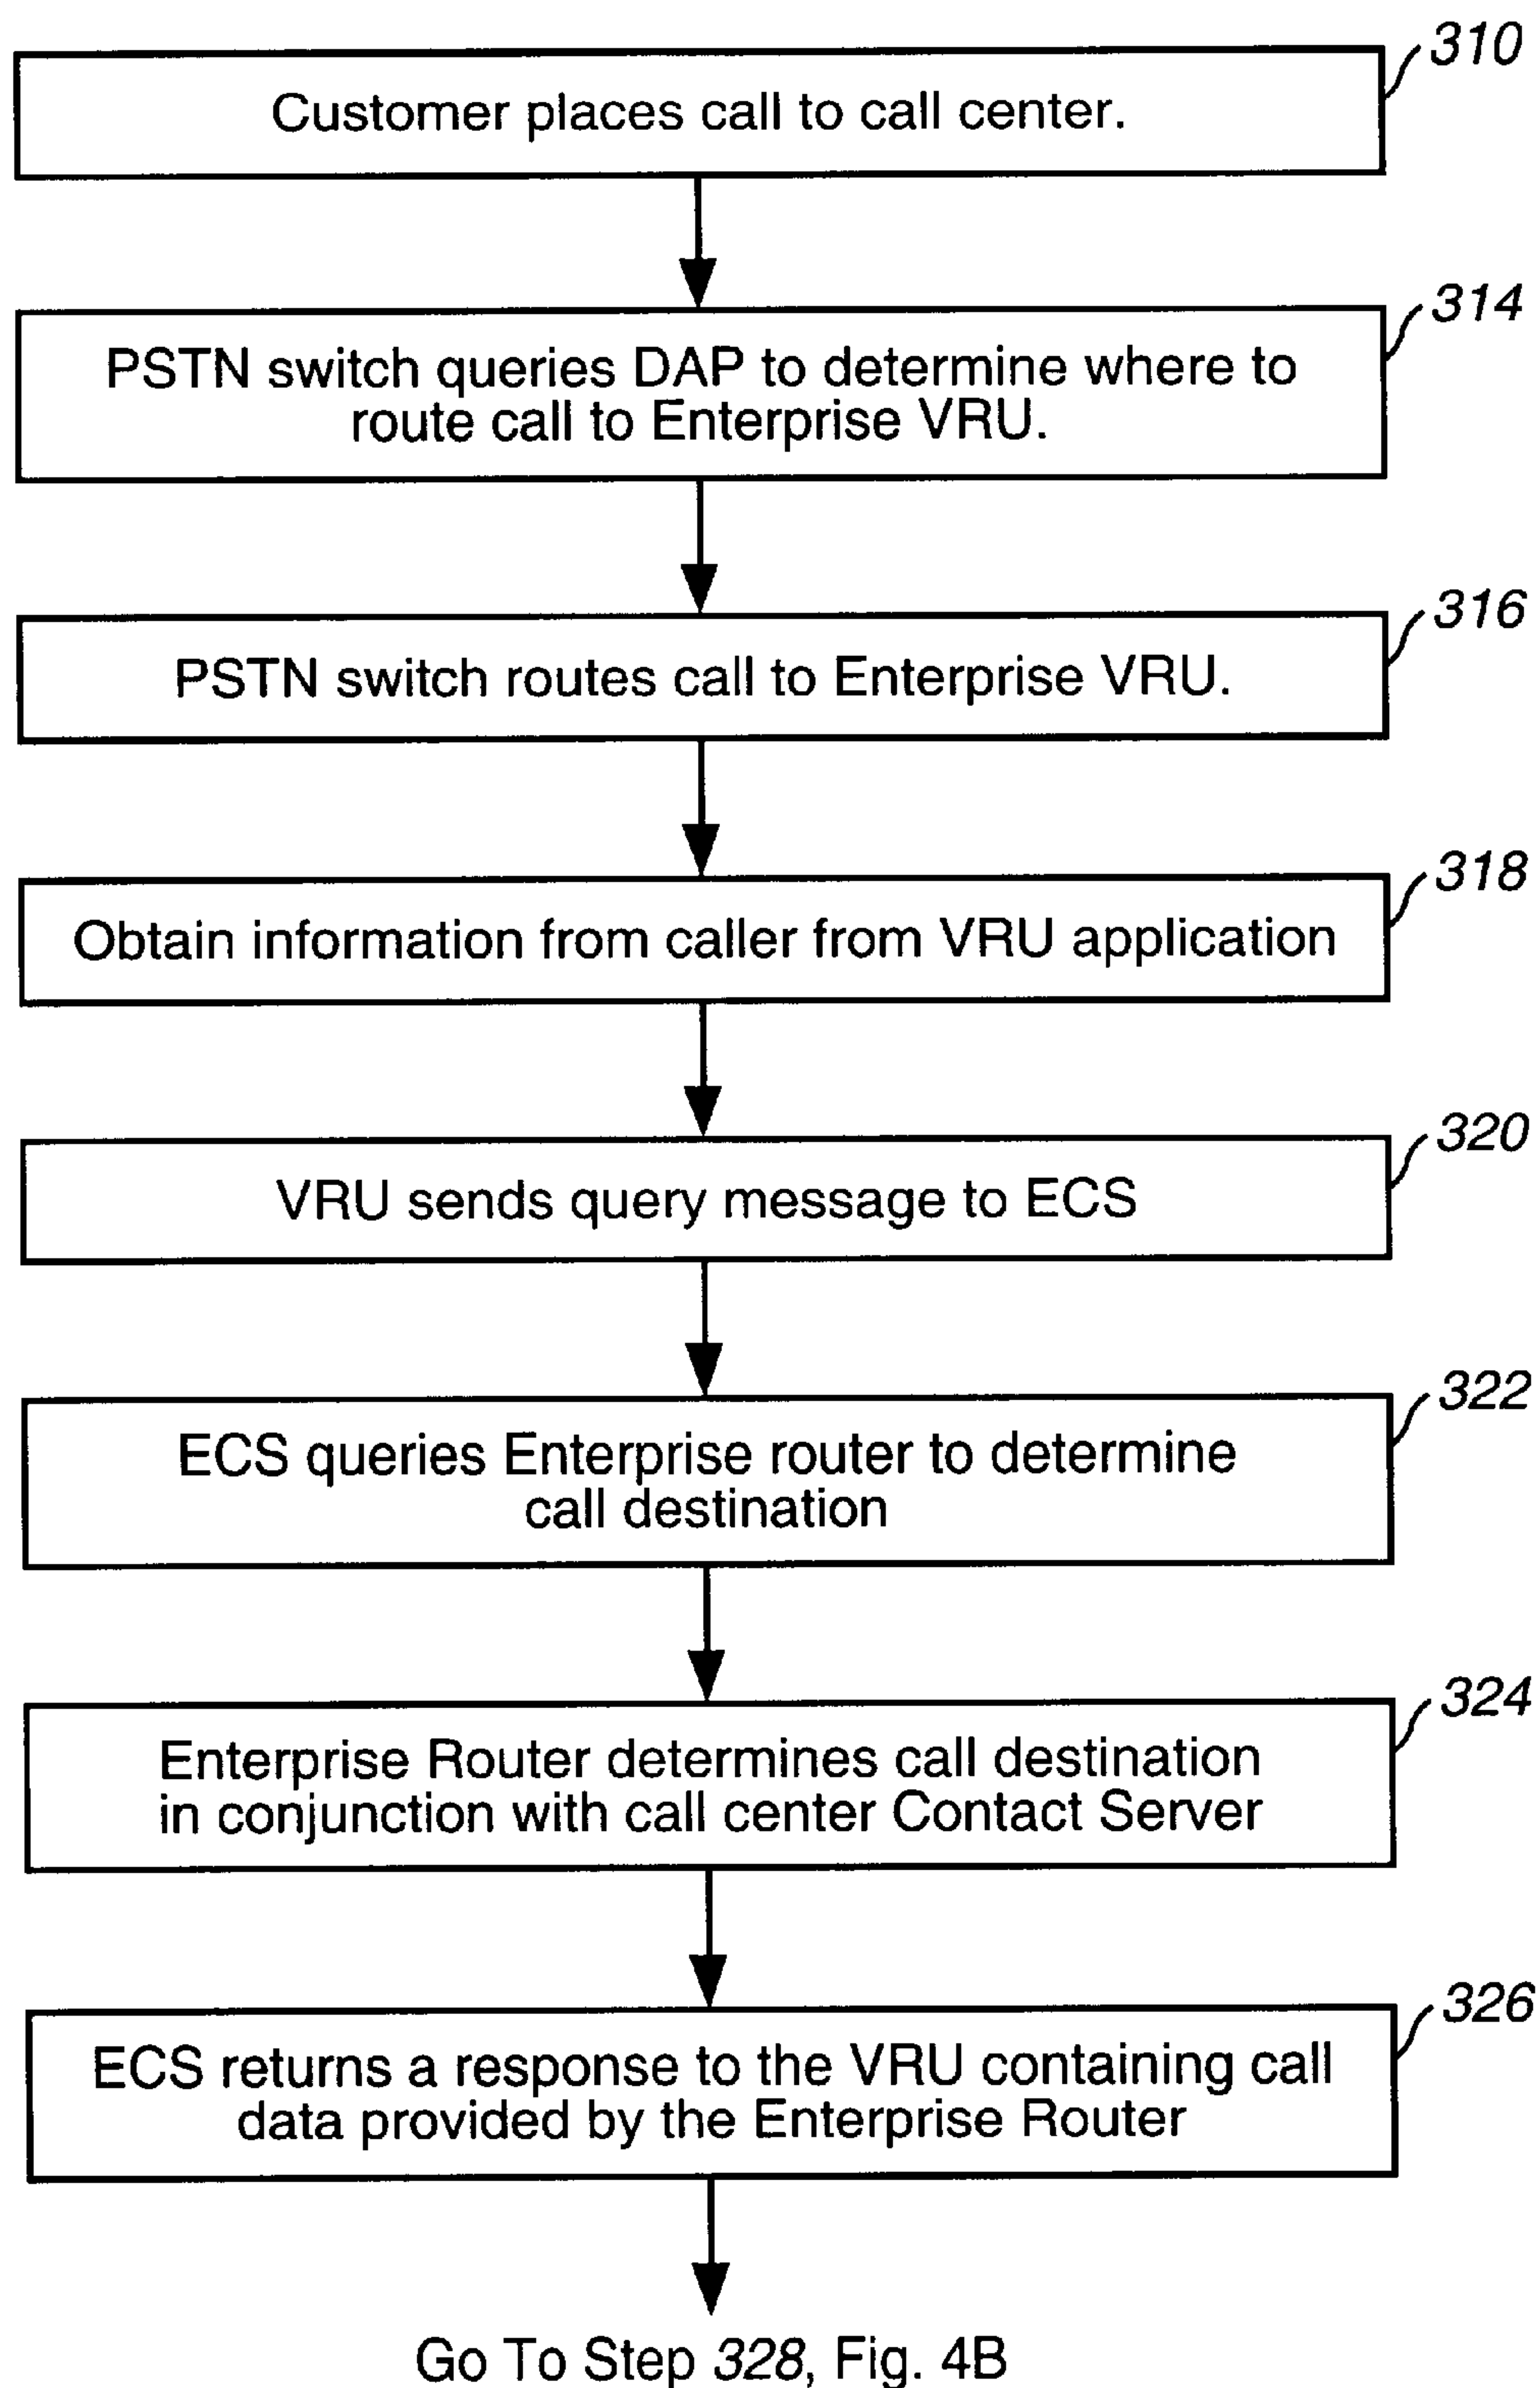 310
Customer places call to call center.
314
PSTN switch queries DAP to determine where to
route call to Enterprise VRU.
316
PSTN switch routes call to Enterprise VRU.
318
Obtain information from caller from VRU application
320
VRU sends query message to ECS
322
ECS queries Enterprise router to determine
call destination
324
Enterprise Router determines call destination
in conjunction with call center Contact Server
326
ECS returns a response to the VRU containing call
data provided by the Enterprise Router
Go To Step 328, Fig. 4B